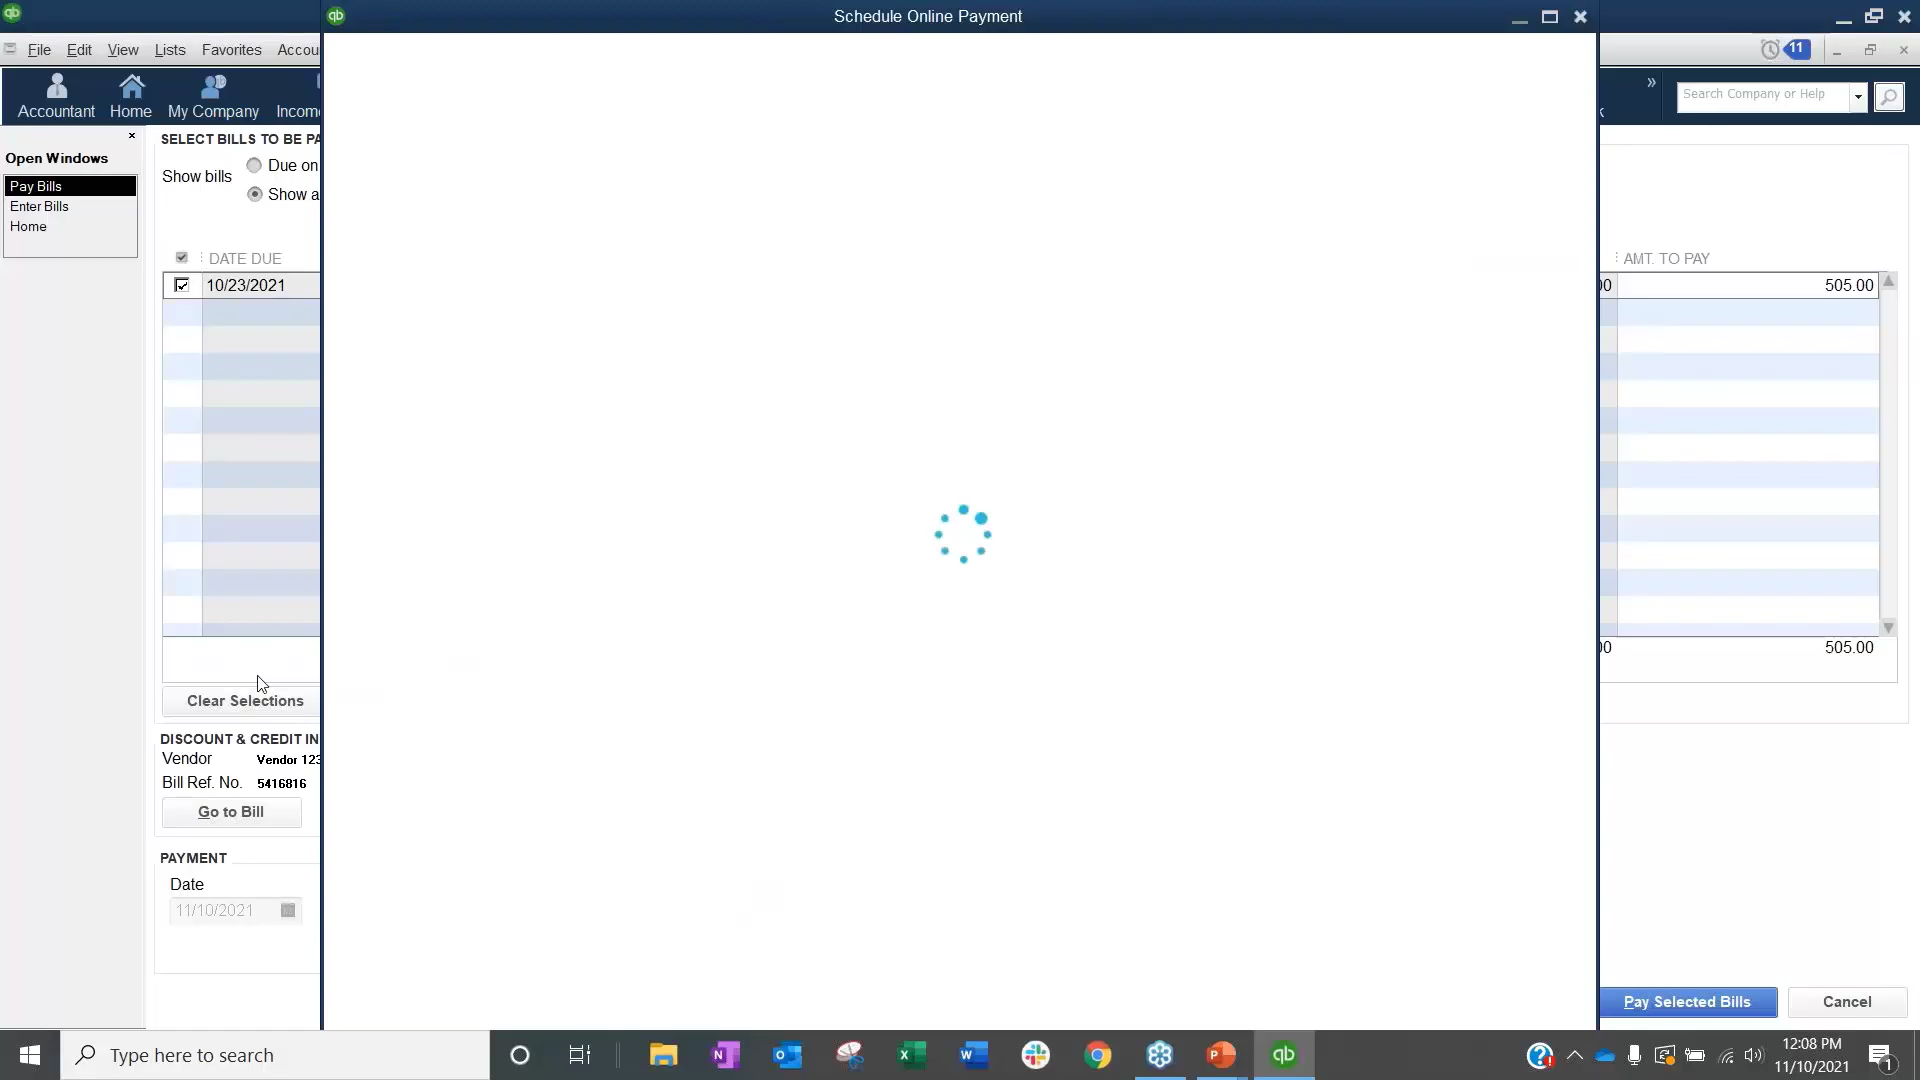 qb
qb
Schedule Online Payment
File Edit View Lists Favorites Accou
11
Accountant Home My Company Income
Search Company or Help
SELECT BILLS TO BE PA
Open Windows
Show bills
Due on
Show a
Pay Bills
Enter Bills
Home
DATE DUE
AMT. TO PAY
10/23/2021
00
505.00
00
505.00
Clear Selections
DISCOUNT & CREDIT IN
Vendor Vendor 123
Bill Ref. No. 5416816
Go to Bill
PAYMENT
Date
11/10/2021
Pay Selected Bills
Cancel
Type here to search
12:08 PM
11/10/2021
1